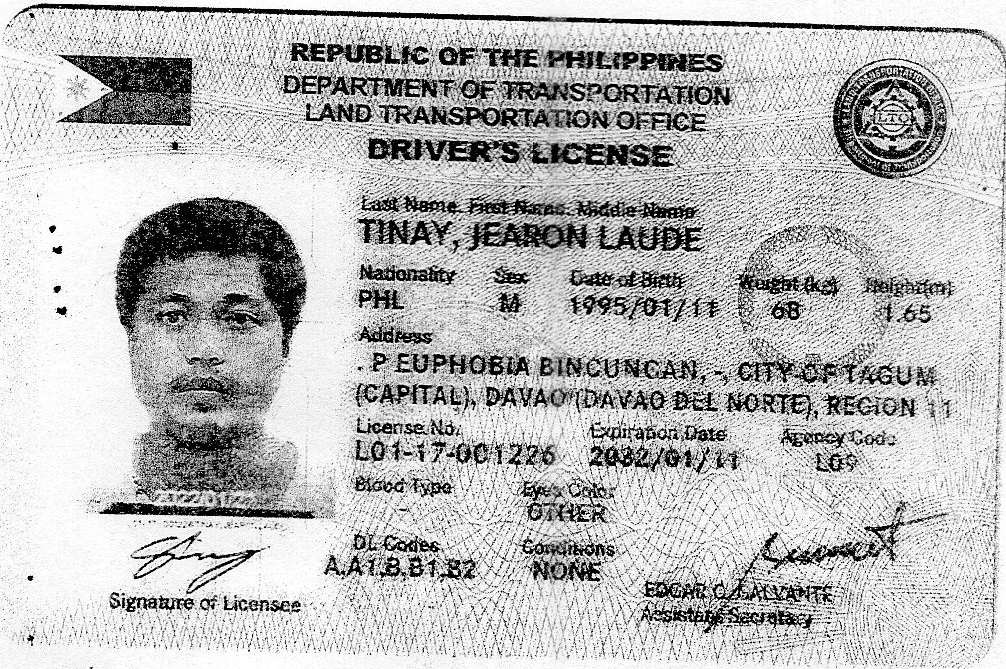 REPUBLIC OF THE PHILIPPINES
DEPARTMENT OF TRANSPORTATION
LAND TRANSPORTATION OFFICE
DRIVER'S LICENSE
LTO
Last Name, First Name, Middle Name
TINAY, JEARON LAUDE
Nationality Sex Date of Birth Weight (kg) Height(m)
PHL M 1995/01/11 68 1.65
Address
. P EUPHOBIA BINCUNCAN, -, CITY OF TAGUM
(CAPITAL), DAVAO (DAVAO DEL NORTE), REGION 11
License No. Expiration Date Agency Code
L01-17-001226 2032/01/11 L09
Blood Type Eyes Color
- OTHER
DL Codes Conditions
A,A1,B,B1,B2 NONE
Signature of Licensee
EDGAR C. GALVANTE
Assistant Secretary